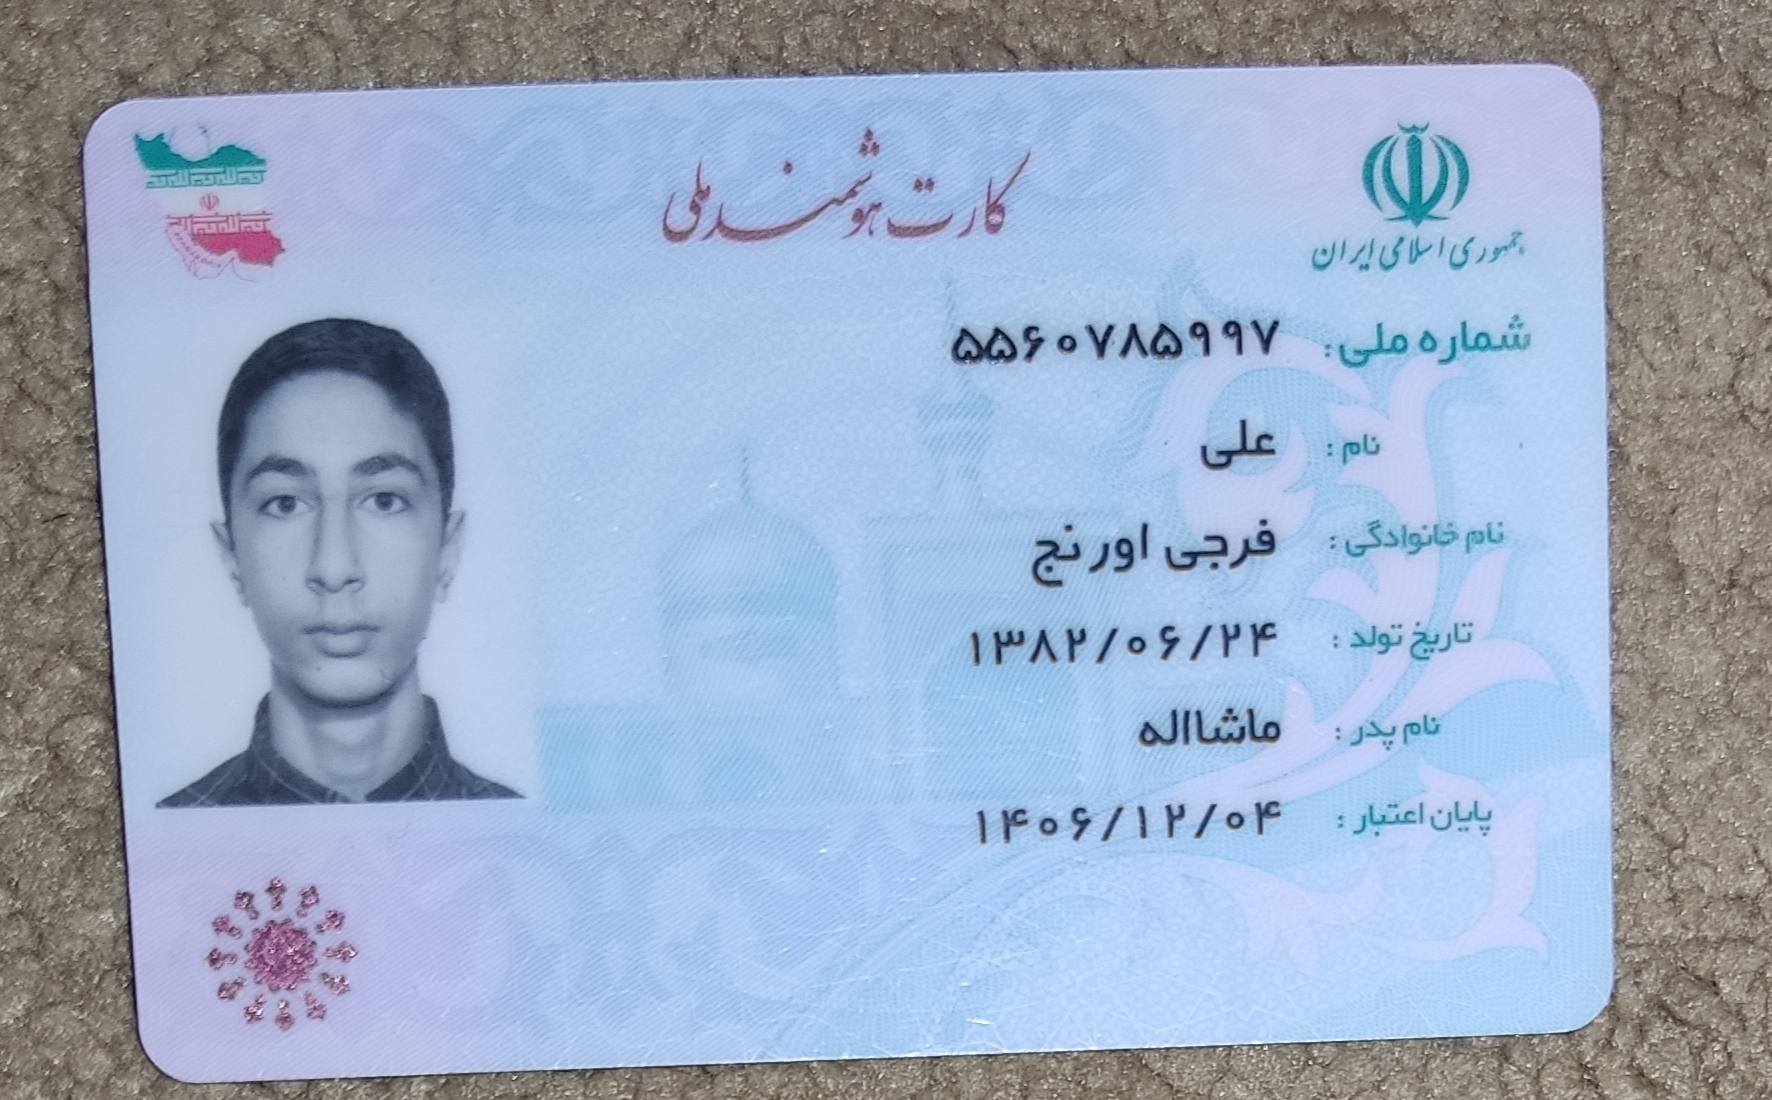 کارت هوشمند ملی
جمهوری اسلامی ایران
شماره ملی: ۵۵۶۰۷۸۵۹۹۷
نام: علی
نام خانوادگی: فرجی اورنج
تاریخ تولد: ۱۳۸۲/۰۶/۲۴
نام پدر: ماشااله
پایان اعتبار: ۱۴۰۶/۱۲/۰۴